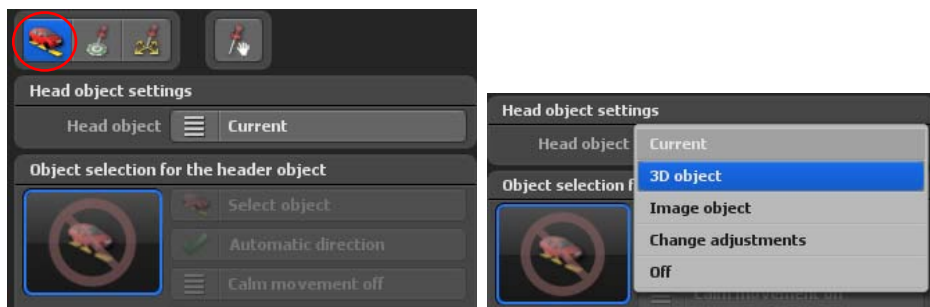 Head object settings
Head object Current
Object selection for the header object
Select object
Automatic direction
Calm movement off
Head object settings
Head object Current
3D object
Object selection f
Image object
Change adjustments
Off